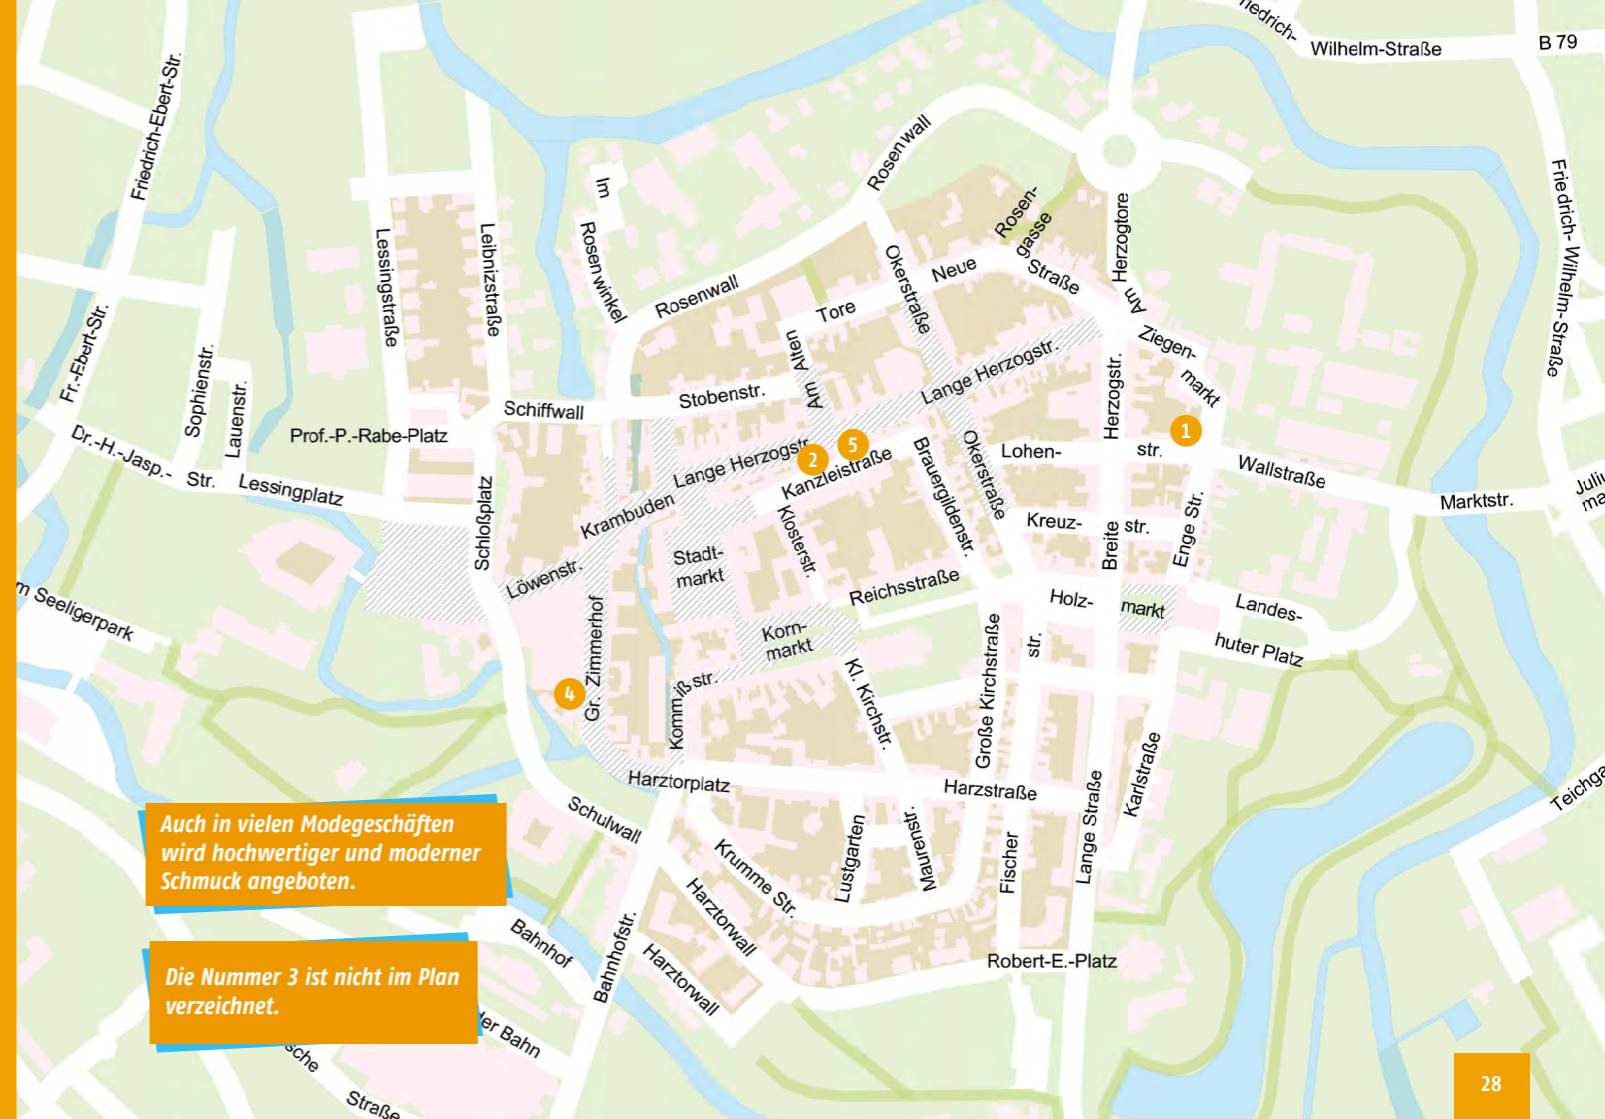 Friedrich-
Wilhelm-Straße
B 79
Friedrich-Ebert-Str.
Rosenwall
Im
Rosenwinkel
Rosen-
gasse
Friedrich-Wilhelm-Straße
Am Herzogtore
Lessingstraße
Leibnizstraße
Okerstraße
Neue
Straße
Rosenwall
Tore
Am Alten
Fr.-Ebert-Str.
Ziegen-
markt
Sophienstr.
Lauenstr.
Lange Herzogstr.
Herzogstr.
Stobenstr.
Schiffwall
Prof.-P.-Rabe-Platz
1
5
2
Lange Herzogstr.
Kanzleistraße
Brauergildenstr.
Okerstraße
Lohen-
str.
Wallstraße
Marktstr.
Dr.-H.-Jasp.-
Str.
Lessingplatz
Schloßplatz
Krambuden
Klosterstr.
Kreuz-
str.
Breite
Enge Str.
Stadt-
markt
Löwenstr.
Reichsstraße
Holz-
markt
Landes-
huter Platz
Seeligerpark
Korn-
markt
str.
Gr. Zimmerhof
4
Kommißstr.
Kl. Kirchstr.
Große Kirchstraße
Karlstraße
Harztorplatz
Harzstraße
Schulwall
Lustgarten
Maurenstr.
Fischer
Lange Straße
Krumme Str.
Harztorwall
Harztorwall
Bahnhofstr.
Bahnhof
Robert-E.-Platz
der Bahn
Straße
Auch in vielen Modegeschäften
wird hochwertiger und moderner
Schmuck angeboten.
Die Nummer 3 ist nicht im Plan
verzeichnet.
28